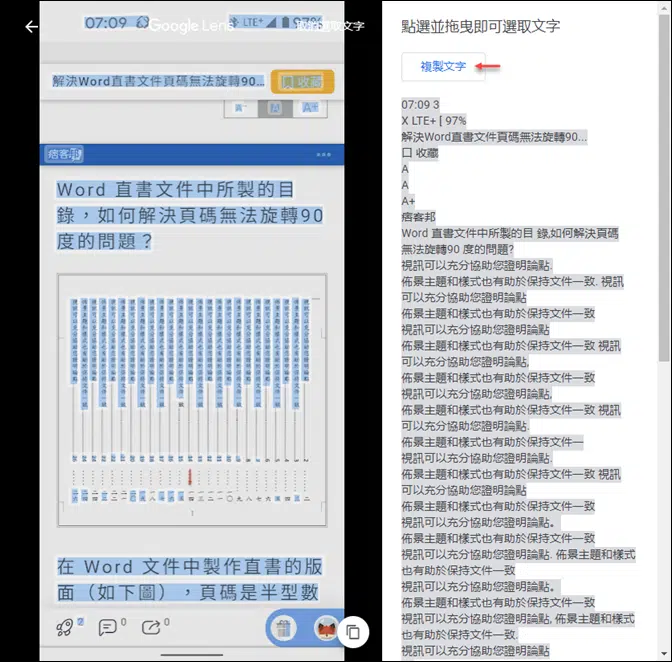 07:09
Google Lens
LTE+
97%
解決Word直書文件頁碼無法旋轉90...
痞客邦
Word 直書文件中所製的目
錄，如何解決頁碼無法旋轉90
度的問題？
在 Word 文件中製作直書的版
面（如下圖），頁碼是半型數
2
0
0
點選並拖曳即可選取文字
複製文字
07:09 3
X LTE+ [ 97%
解決Word直書文件頁碼無法旋轉90...
口 收藏
A
A
A+
痞客邦
Word 直書文件中所製的目 錄,如何解決頁碼
無法旋轉90 度的問題?
視訊可以充分協助您證明論點.
佈景主題和樣式也有助於保持文件一致. 視訊
可以充分協助您證明論點
佈景主題和樣式也有助於保持文件一致
視訊可以充分協助您證明論點
佈景主題和樣式也有助於保持文件一致 視訊
可以充分協助您證明論點,
佈景主題和樣式也有助於保持文件一致
視訊可以充分協助您證明論點,
佈景主題和樣式也有助於保持文件一致 視訊
可以充分協助您證明論點.
佈景主題和樣式也有助於保持文件一
視訊可以充分協助您證明論點.
佈景主題和樣式也有助於保持文件一致 視訊
可以充分協助您證明論點
佈景主題和樣式也有助於保持文件一致
視訊可以充分協助您證明論點。
佈景主題和樣式也有助於保持文件一致
視訊可以充分協助您證明論點. 佈景主題和樣式
也有助於保持文件一致
視訊可以充分協助您證明論點。
佈景主題和樣式也有助於保持文件一致
視訊可以充分協助您證明論點, 佈景主題和樣式
也有助於保持文件一致.
視訊可以充分協助您證明論點